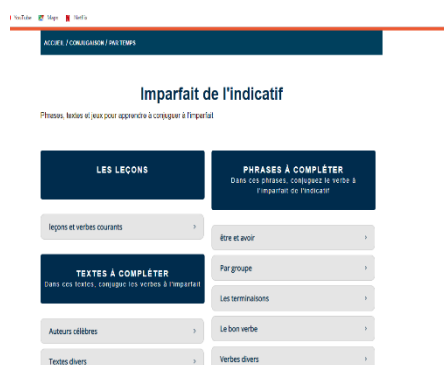 YouTube Maps Netflix
ACCUEIL / CONJUGAISON / PAR TEMPS
Imparfait de l'indicatif
Phrases, textes et jeux pour apprendre à conjuguer à l'imparfait
LES LEÇONS
leçons et verbes courants
TEXTES À COMPLÉTER
Dans ces textes, conjugue les verbes à l'imparfait
Auteurs célèbres
Textes divers
PHRASES À COMPLÉTER
Dans ces phrases, conjuguez le verbe à
l'imparfait de l'indicatif
être et avoir
Par groupe
Les terminaisons
Le bon verbe
Verbes divers